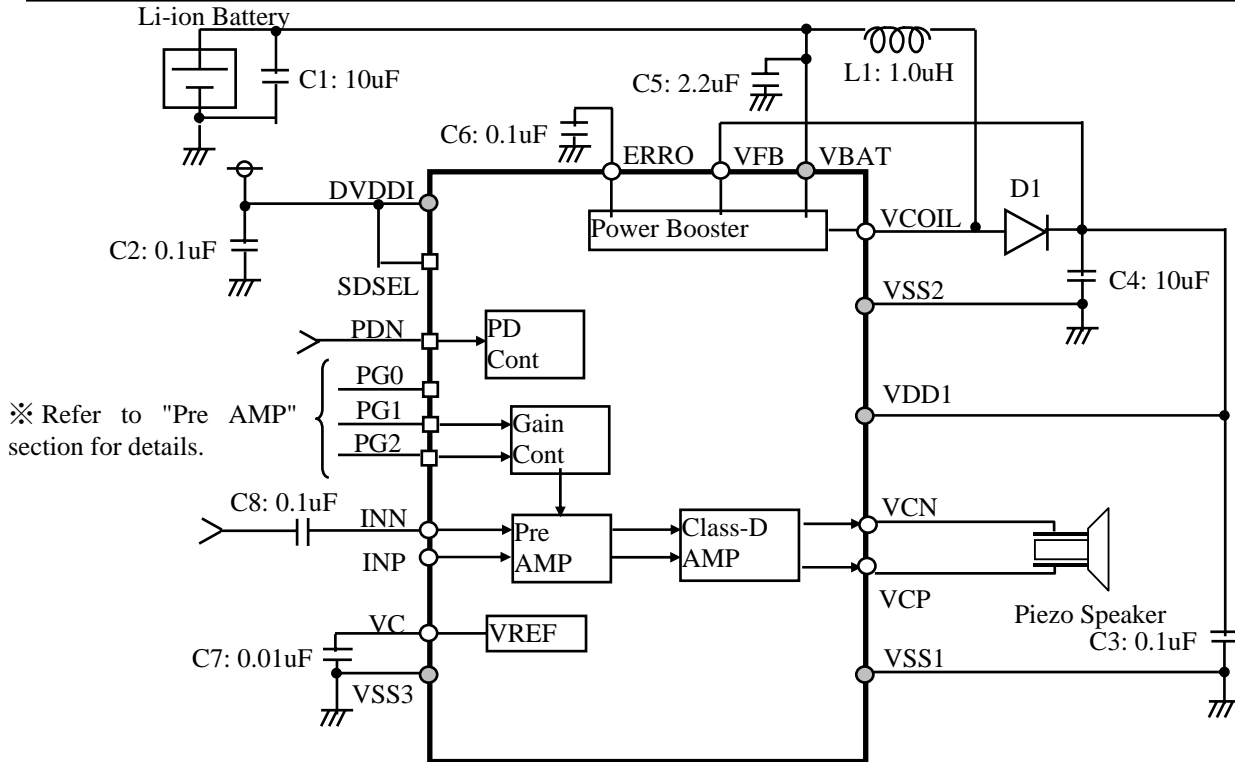 Li-ion Battery
C1: 10uF
C5: 2.2uF
L1: 1.0uH
C6: 0.1uF
ERRO
VFB
VBAT
DVDDI
D1
Power Booster
VCOIL
C2: 0.1uF
SDSEL
VSS2
C4: 10uF
PDN
PD
Cont
PG0
VDD1
※ Refer to "Pre AMP"
section for details.
PG1
PG2
Gain
Cont
C8: 0.1uF
INN
INP
Pre
AMP
Class-D
AMP
VCN
VCP
Piezo Speaker
VC
VREF
C3: 0.1uF
C7: 0.01uF
VSS3
VSS1